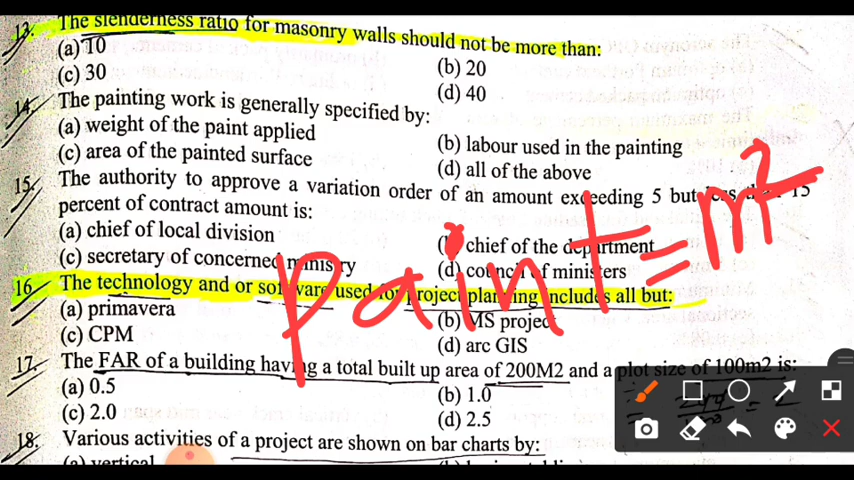 13. The slenderness ratio for masonry walls should not be more than:
(a) 10
(b) 20
(c) 30
(d) 40
14. The painting work is generally specified by:
(a) weight of the paint applied
(b) labour used in the painting
(c) area of the painted surface
(d) all of the above
15. The authority to approve a variation order of an amount exceeding 5 but less than 15
percent of contract amount is:
(a) chief of local division
(b) chief of the department
(c) secretary of concerned ministry
(d) council of ministers
paint = m²
16. The technology and or software used for project planning includes all but:
(a) primavera
(b) MS project
(c) CPM
(d) arc GIS
17. The FAR of a building having a total built up area of 200M2 and a plot size of 100m2 is:
(a) 0.5
(b) 1.0
(c) 2.0
(d) 2.5
18. Various activities of a project are shown on bar charts by:
(a) vertical